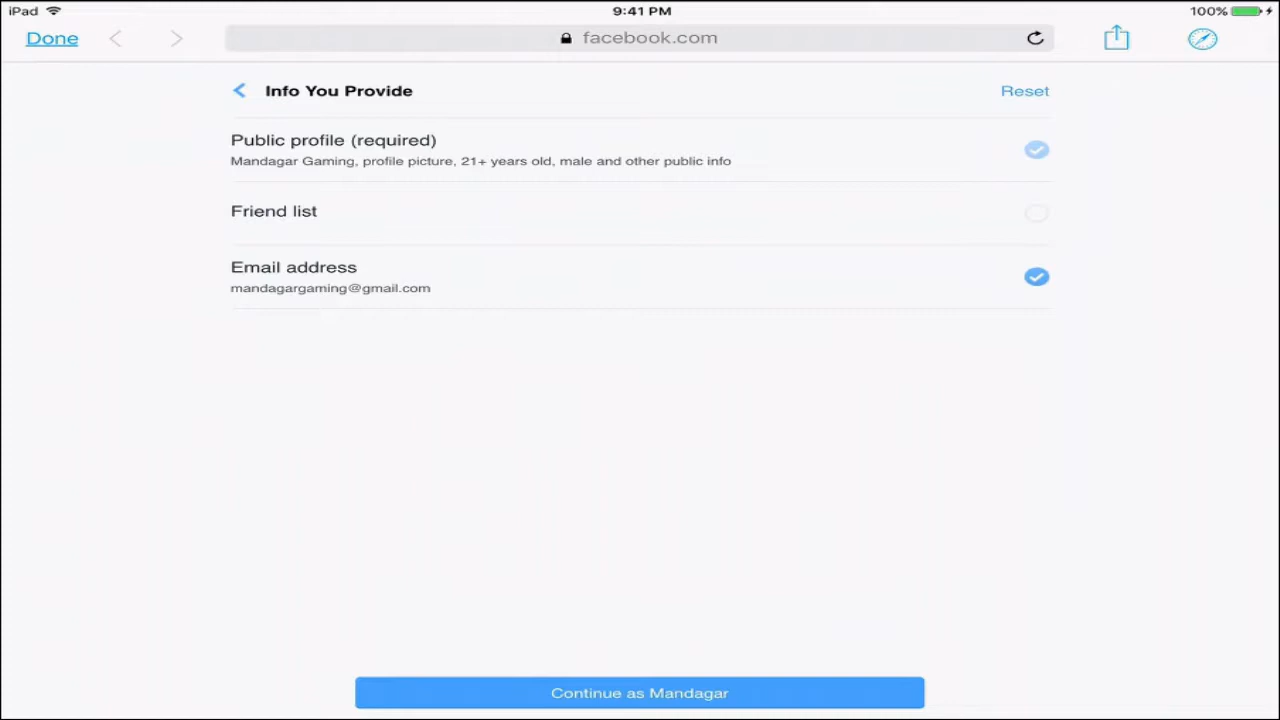 iPad 9:41 PM 100%
Done facebook.com
Info You Provide Reset
Public profile (required)
Mandagar Gaming, profile picture, 21+ years old, male and other public info
Friend list
Email address
mandagargaming@gmail.com
Continue as Mandagar